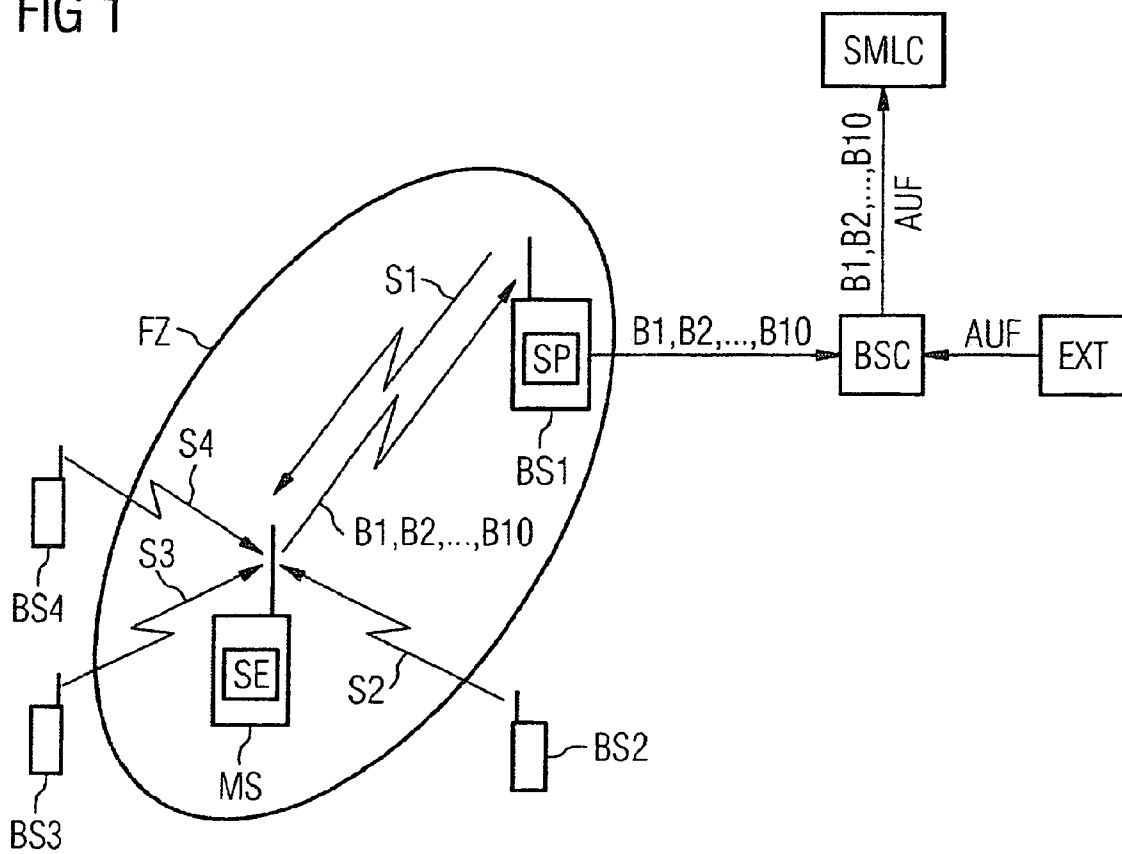 FIG 1
SMLC
B1,B2,...,B10
AUF
S1
FZ
SP
B1,B2,...,B10
BSC
AUF
EXT
BS1
S4
B1,B2,...,B10
S3
BS4
SE
S2
MS
BS2
BS3